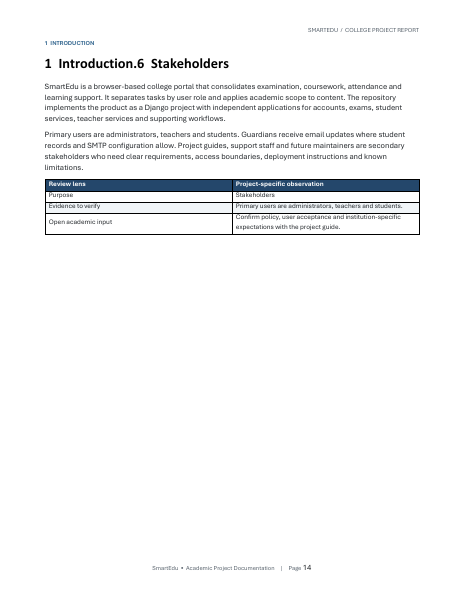 SMARTEDU / COLLEGE PROJECT REPORT
1 INTRODUCTION
1 Introduction.6 Stakeholders
SmartEdu is a browser-based college portal that consolidates examination, coursework, attendance and
learning support. It separates tasks by user role and applies academic scope to content. The repository
implements the product as a Django project with independent applications for accounts, exams, student
services, teacher services and supporting workflows.
Primary users are administrators, teachers and students. Guardians receive email updates where student
records and SMTP configuration allow. Project guides, support staff and future maintainers are secondary
stakeholders who need clear requirements, access boundaries, deployment instructions and known
limitations.
Review lens Project-specific observation
Purpose Stakeholders
Evidence to verify Primary users are administrators, teachers and students.
Open academic input Confirm policy, user acceptance and institution-specific
expectations with the project guide.
SmartEdu • Academic Project Documentation | Page 14